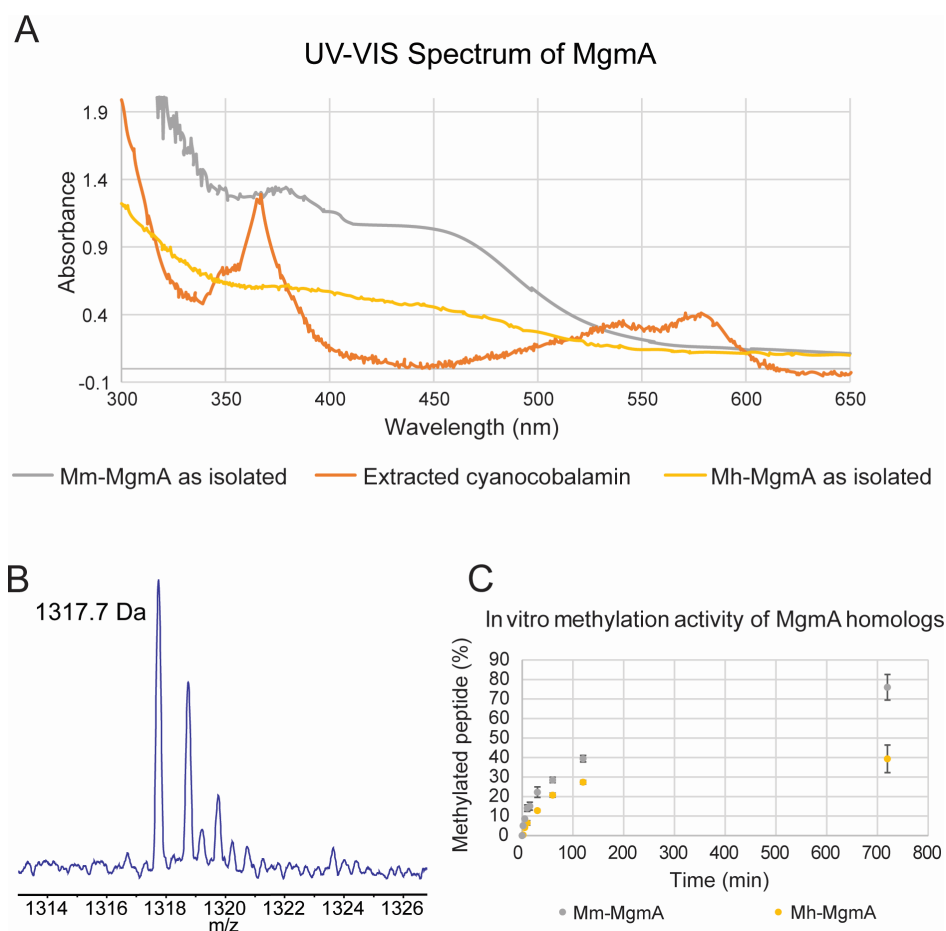 A
UV-VIS Spectrum of MgmA
Absorbance
1.9
1.4
0.9
0.4
-0.1
300 350 400 450 500 550 600 650
Wavelength (nm)
Mm-MgmA as isolated Extracted cyanocobalamin Mh-MgmA as isolated
B
1317.7 Da
1314 1316 1318 1320 1322 1324 1326
m/z
C
In vitro methylation activity of MgmA homologs
Methylated peptide (%)
90
80
70
60
50
40
30
20
10
0
0 100 200 300 400 500 600 700 800
Time (min)
Mm-MgmA Mh-MgmA